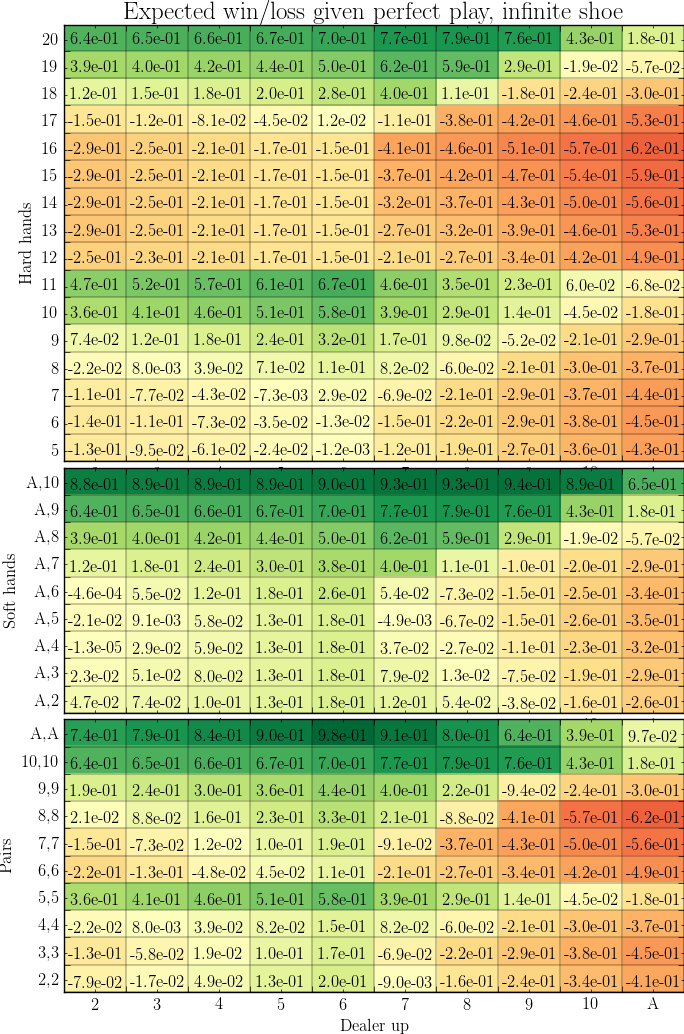 Expected win/loss given perfect play, infinite shoe
Hard hands
20 6.4e-01 6.5e-01 6.6e-01 6.7e-01 7.0e-01 7.7e-01 7.9e-01 7.6e-01 4.3e-01 1.8e-01
19 3.9e-01 4.0e-01 4.2e-01 4.4e-01 5.0e-01 6.2e-01 5.9e-01 2.9e-01 -1.9e-02 -5.7e-02
18 1.2e-01 1.5e-01 1.8e-01 2.0e-01 2.8e-01 4.0e-01 1.1e-01 -1.8e-01 -2.4e-01 -3.0e-01
17 -1.5e-01 -1.2e-01 -8.1e-02 -4.5e-02 1.2e-02 -1.1e-01 -3.8e-01 -4.2e-01 -4.6e-01 -5.3e-01
16 -2.9e-01 -2.5e-01 -2.1e-01 -1.7e-01 -1.5e-01 -4.1e-01 -4.6e-01 -5.1e-01 -5.7e-01 -6.2e-01
15 -2.9e-01 -2.5e-01 -2.1e-01 -1.7e-01 -1.5e-01 -3.7e-01 -4.2e-01 -4.7e-01 -5.4e-01 -5.9e-01
14 -2.9e-01 -2.5e-01 -2.1e-01 -1.7e-01 -1.5e-01 -3.2e-01 -3.7e-01 -4.3e-01 -5.0e-01 -5.6e-01
13 -2.9e-01 -2.5e-01 -2.1e-01 -1.7e-01 -1.5e-01 -2.7e-01 -3.2e-01 -3.9e-01 -4.6e-01 -5.3e-01
12 -2.5e-01 -2.3e-01 -2.1e-01 -1.7e-01 -1.5e-01 -2.1e-01 -2.7e-01 -3.4e-01 -4.2e-01 -4.9e-01
11 4.7e-01 5.2e-01 5.7e-01 6.1e-01 6.7e-01 4.6e-01 3.5e-01 2.3e-01 6.0e-02 -6.8e-02
10 3.6e-01 4.1e-01 4.6e-01 5.1e-01 5.8e-01 3.9e-01 2.9e-01 1.4e-01 -4.5e-02 -1.8e-01
9 7.4e-02 1.2e-01 1.8e-01 2.4e-01 3.2e-01 1.7e-01 9.8e-02 -5.2e-02 -2.1e-01 -2.9e-01
8 -2.2e-02 8.0e-03 3.9e-02 7.1e-02 1.1e-01 8.2e-02 -6.0e-02 -2.1e-01 -3.0e-01 -3.7e-01
7 -1.1e-01 -7.7e-02 -4.3e-02 -7.3e-03 2.9e-02 -6.9e-02 -2.1e-01 -2.9e-01 -3.7e-01 -4.4e-01
6 -1.4e-01 -1.1e-01 -7.3e-02 -3.5e-02 -1.3e-02 -1.5e-01 -2.2e-01 -2.9e-01 -3.8e-01 -4.5e-01
5 -1.3e-01 -9.5e-02 -6.1e-02 -2.4e-02 -1.2e-03 -1.2e-01 -1.9e-01 -2.7e-01 -3.6e-01 -4.3e-01
Soft hands
A,10 8.8e-01 8.9e-01 8.9e-01 8.9e-01 9.0e-01 9.3e-01 9.3e-01 9.4e-01 8.9e-01 6.5e-01
A,9 6.4e-01 6.5e-01 6.6e-01 6.7e-01 7.0e-01 7.7e-01 7.9e-01 7.6e-01 4.3e-01 1.8e-01
A,8 3.9e-01 4.0e-01 4.2e-01 4.4e-01 5.0e-01 6.2e-01 5.9e-01 2.9e-01 -1.9e-02 -5.7e-02
A,7 1.2e-01 1.8e-01 2.4e-01 3.0e-01 3.8e-01 4.0e-01 1.1e-01 -1.0e-01 -2.0e-01 -2.9e-01
A,6 -4.6e-04 5.5e-02 1.2e-01 1.8e-01 2.6e-01 5.4e-02 -7.3e-02 -1.5e-01 -2.5e-01 -3.4e-01
A,5 -2.1e-02 9.1e-03 5.8e-02 1.3e-01 1.8e-01 -4.9e-03 -6.7e-02 -1.5e-01 -2.6e-01 -3.5e-01
A,4 -1.3e-05 2.9e-02 5.9e-02 1.3e-01 1.8e-01 3.7e-02 -2.7e-02 -1.1e-01 -2.3e-01 -3.2e-01
A,3 2.3e-02 5.1e-02 8.0e-02 1.3e-01 1.8e-01 7.9e-02 1.3e-02 -7.5e-02 -1.9e-01 -2.9e-01
A,2 4.7e-02 7.4e-02 1.0e-01 1.3e-01 1.8e-01 1.2e-01 5.4e-02 -3.8e-02 -1.6e-01 -2.6e-01
Pairs
A,A 7.4e-01 7.9e-01 8.4e-01 9.0e-01 9.8e-01 9.1e-01 8.0e-01 6.4e-01 3.9e-01 9.7e-02
10,10 6.4e-01 6.5e-01 6.6e-01 6.7e-01 7.0e-01 7.7e-01 7.9e-01 7.6e-01 4.3e-01 1.8e-01
9,9 1.9e-01 2.4e-01 3.0e-01 3.6e-01 4.4e-01 4.0e-01 2.2e-01 -9.4e-02 -2.4e-01 -3.0e-01
8,8 2.1e-02 8.8e-02 1.6e-01 2.3e-01 3.3e-01 2.1e-01 -8.8e-02 -4.1e-01 -5.7e-01 -6.2e-01
7,7 -1.5e-01 -7.3e-02 1.2e-02 1.0e-01 1.9e-01 -9.1e-02 -3.7e-01 -4.3e-01 -5.0e-01 -5.6e-01
6,6 -2.2e-01 -1.3e-01 -4.8e-02 4.5e-02 1.1e-01 -2.1e-01 -2.7e-01 -3.4e-01 -4.2e-01 -4.9e-01
5,5 3.6e-01 4.1e-01 4.6e-01 5.1e-01 5.8e-01 3.9e-01 2.9e-01 1.4e-01 -4.5e-02 -1.8e-01
4,4 -2.2e-02 8.0e-03 3.9e-02 8.2e-02 1.5e-01 8.2e-02 -6.0e-02 -2.1e-01 -3.0e-01 -3.7e-01
3,3 -1.3e-01 -5.8e-02 1.9e-02 1.0e-01 1.7e-01 -6.9e-02 -2.2e-01 -2.9e-01 -3.8e-01 -4.5e-01
2,2 -7.9e-02 -1.7e-02 4.9e-02 1.3e-01 2.0e-01 -9.0e-03 -1.6e-01 -2.4e-01 -3.4e-01 -4.1e-01
2 3 4 5 6 7 8 9 10 A
Dealer up